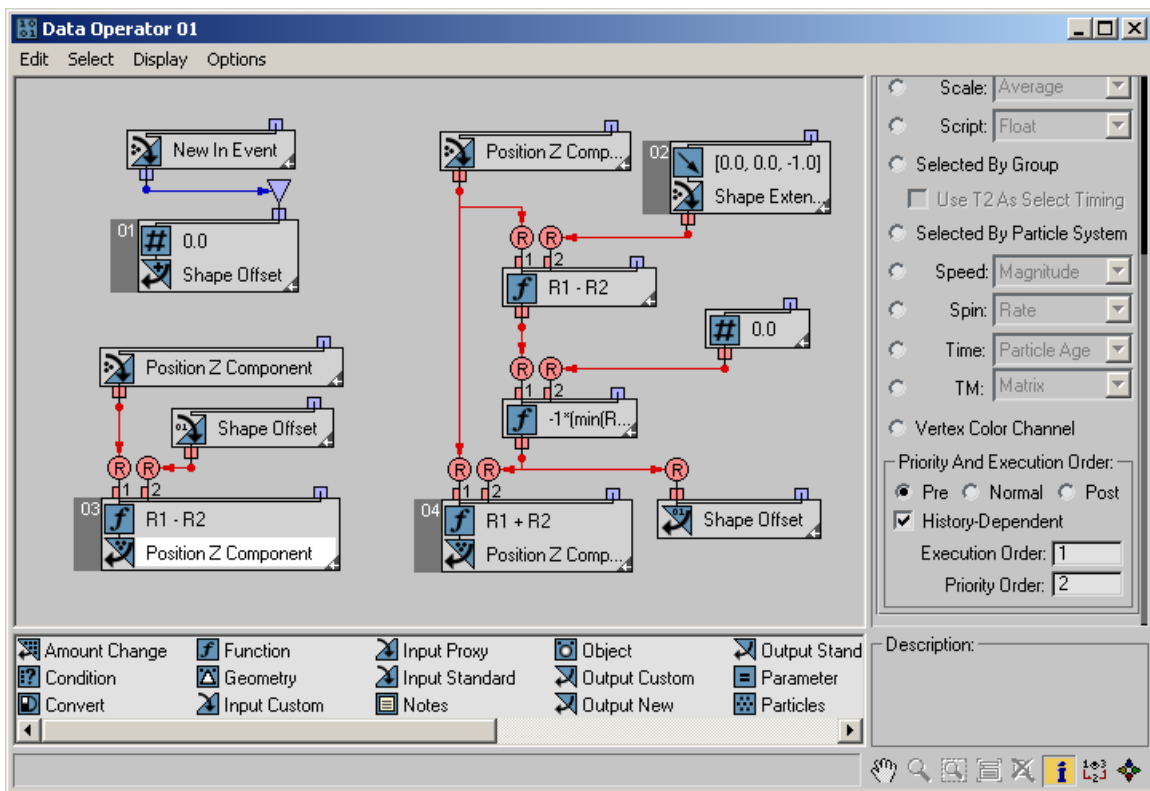 Data Operator 01
Edit Select Display Options
New In Event
01
0.0
Shape Offset
Position Z Component
Shape Offset
R R
1 2
03
R1 - R2
Position Z Component
Position Z Comp...
02
[0.0, 0.0, -1.0]
Shape Exten...
R R
1 2
R1 - R2
0.0
R R
1 2
-1*(min(R...
R R R
1 2
04
R1 + R2
Position Z Comp...
01
Shape Offset
Scale: Average
Script: Float
Selected By Group
Use T2 As Select Timing
Selected By Particle System
Speed: Magnitude
Spin: Rate
Time: Particle Age
TM: Matrix
Vertex Color Channel
Priority And Execution Order:
Pre Normal Post
History-Dependent
Execution Order: 1
Priority Order: 2
Amount Change Function Input Proxy Object Output Stand
Condition Geometry Input Standard Output Custom Parameter
Convert Input Custom Notes Output New Particles
Description: